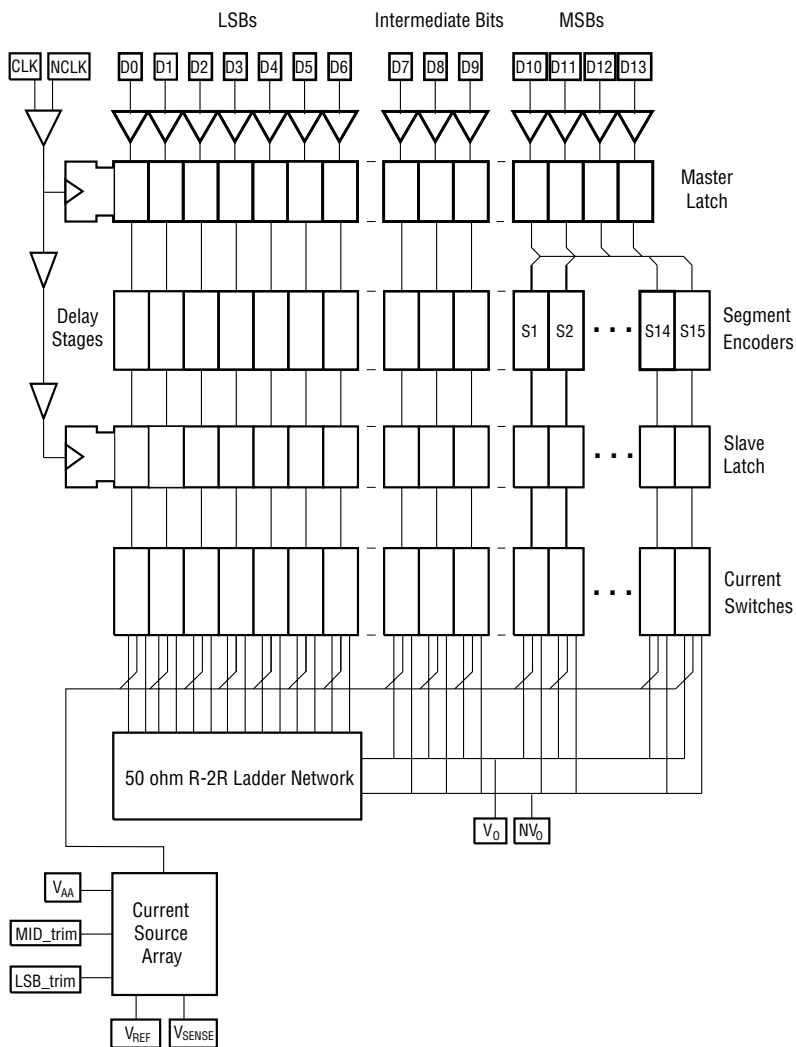 LSBs Intermediate Bits MSBs
CLK NCLK D0 D1 D2 D3 D4 D5 D6 D7 D8 D9 D10 D11 D12 D13
Master
Latch
Delay
Stages
S1 S2 ... S14 S15
Segment
Encoders
...
Slave
Latch
...
Current
Switches
50 ohm R-2R Ladder Network
VO NVO
VAA
MID_trim
LSB_trim
Current
Source
Array
VREF VSENSE